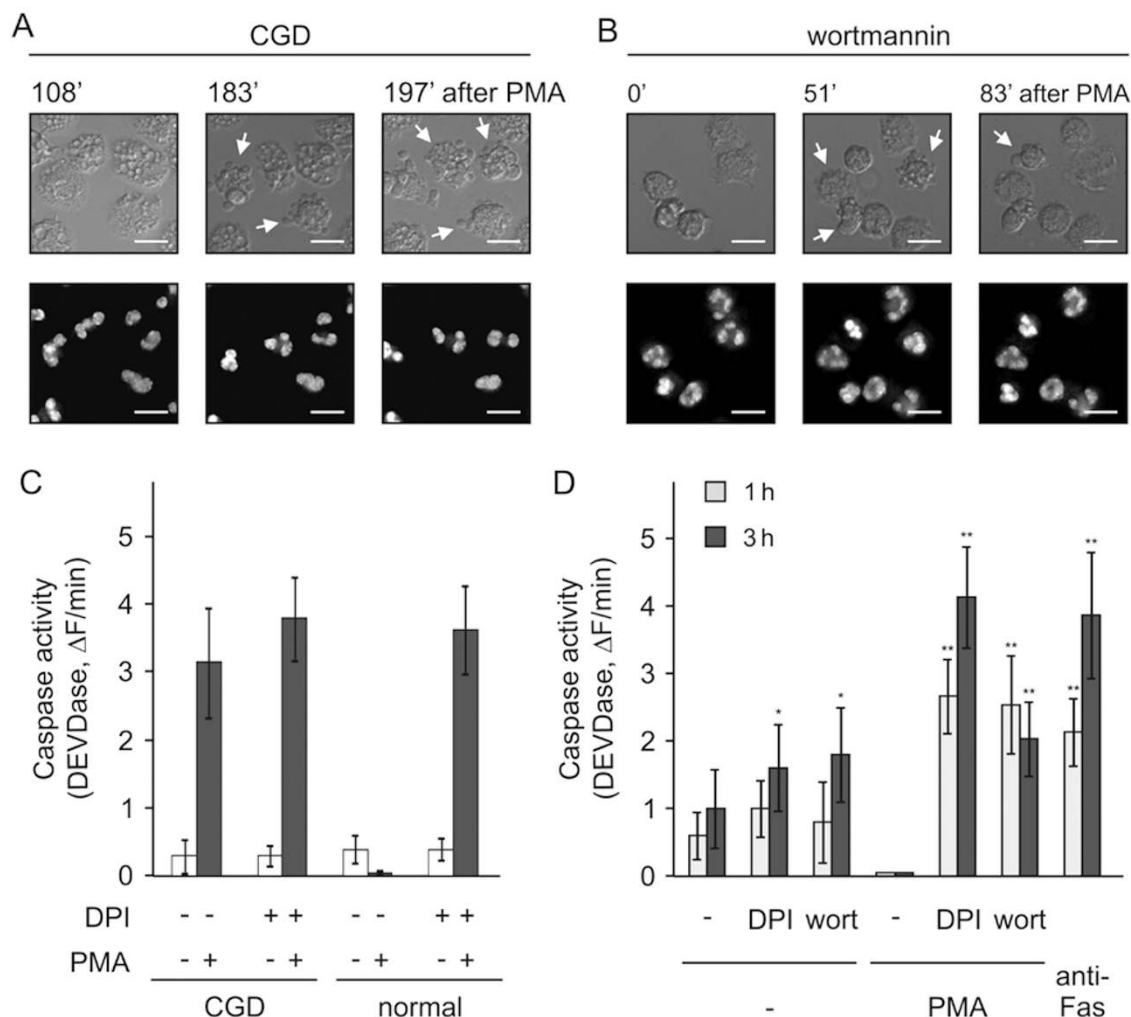 A
CGD
108’ 183’ 197’ after PMA
B
wortmannin
0’ 51’ 83’ after PMA
C
Caspase activity
(DEVDase, ΔF/min)
5
4
3
2
1
0
DPI - - + + - - + +
PMA - + - + - + - +
CGD normal
D
1 h
3 h
Caspase activity
(DEVDase, ΔF/min)
5
4
3
2
1
0
* * ** ** ** ** ** **
- DPI wort - DPI wort
- PMA anti-
Fas